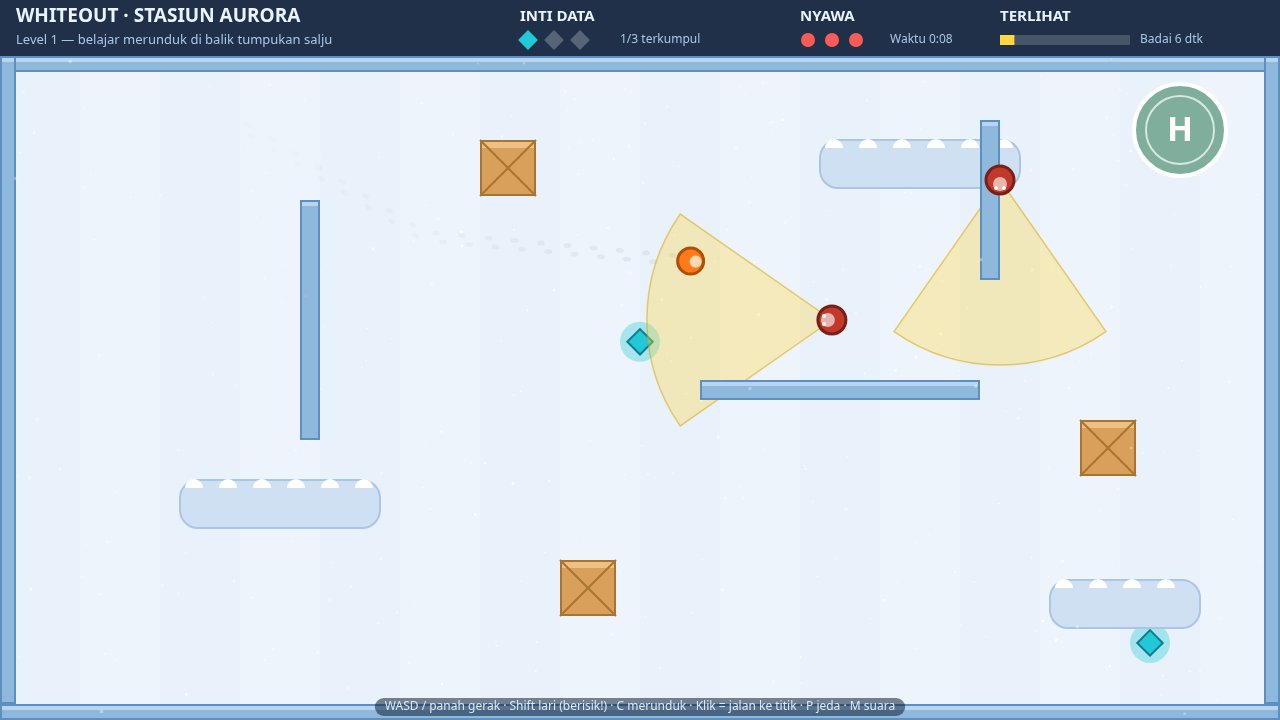 WHITEOUT · STASIUN AURORA
Level 1 — belajar merunduk di balik tumpukan salju
INTI DATA
1/3 terkumpul
NYAWA
Waktu 0:08
TERLIHAT
Badai 6 dtk
H
WASD / panah gerak · Shift lari (berisik!) · C merunduk · Klik = jalan ke titik · P jeda · M suara